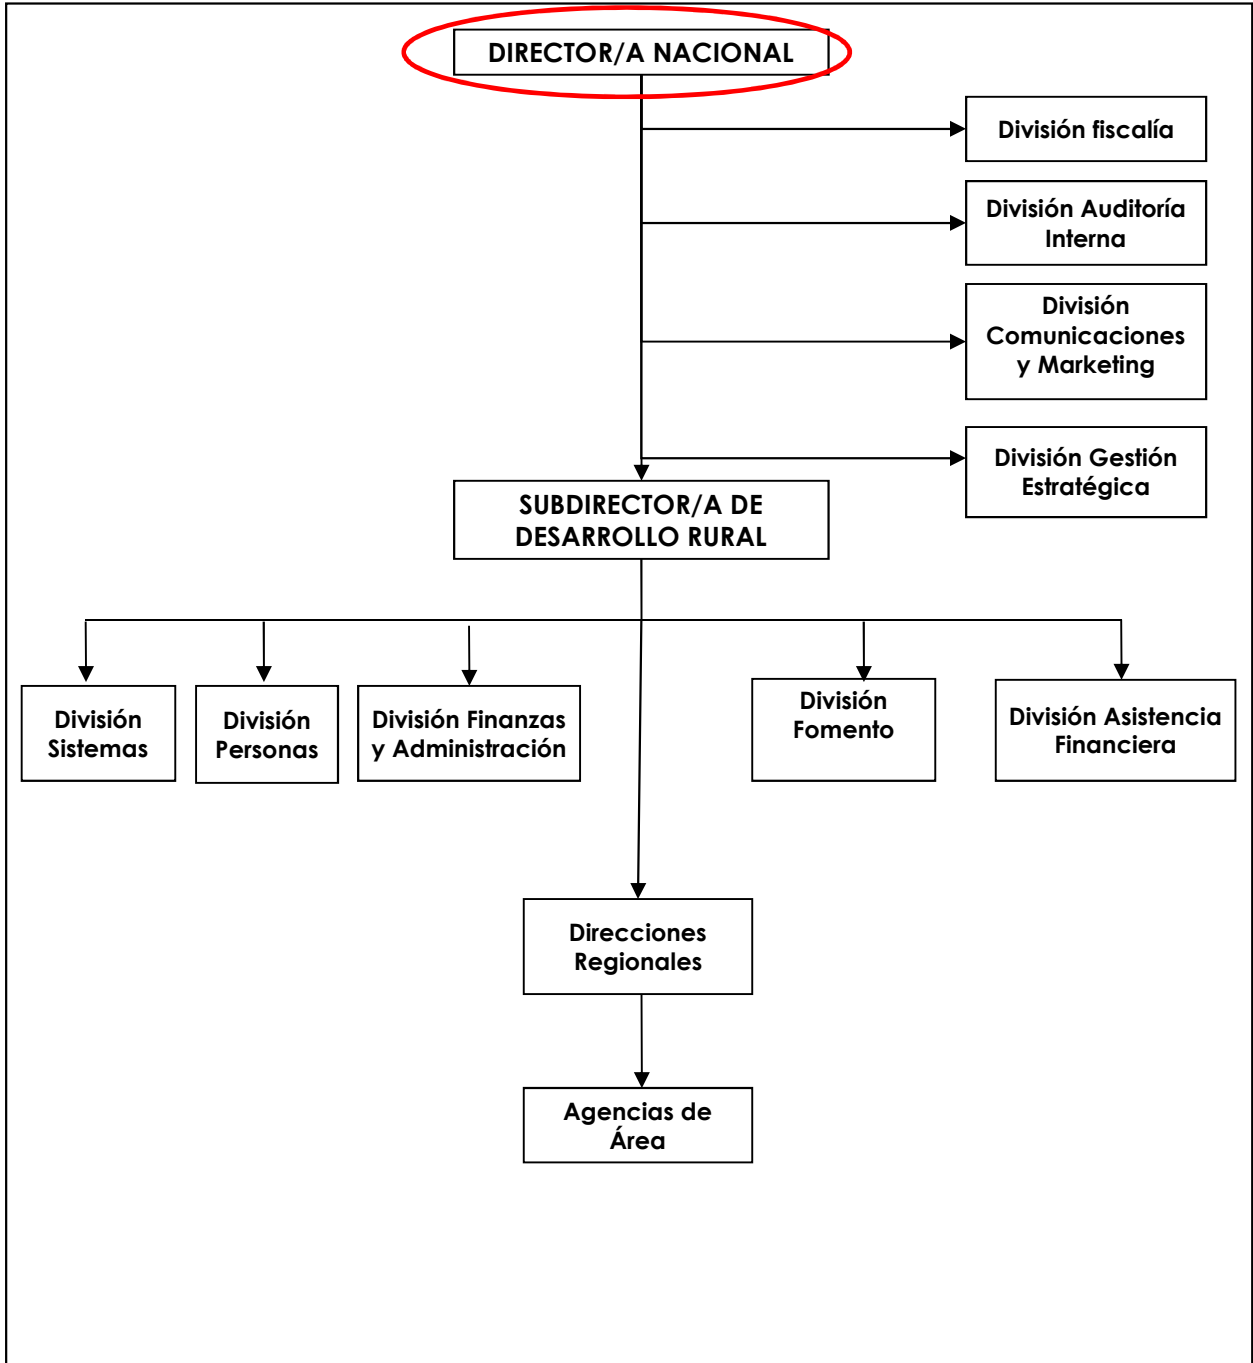 DIRECTOR/A NACIONAL
División fiscalía
División Auditoría
Interna
División
Comunicaciones
y Marketing
División Gestión
Estratégica
SUBDIRECTOR/A DE
DESARROLLO RURAL
División
Sistemas
División
Personas
División Finanzas
y Administración
División
Fomento
División Asistencia
Financiera
Direcciones
Regionales
Agencias de
Área